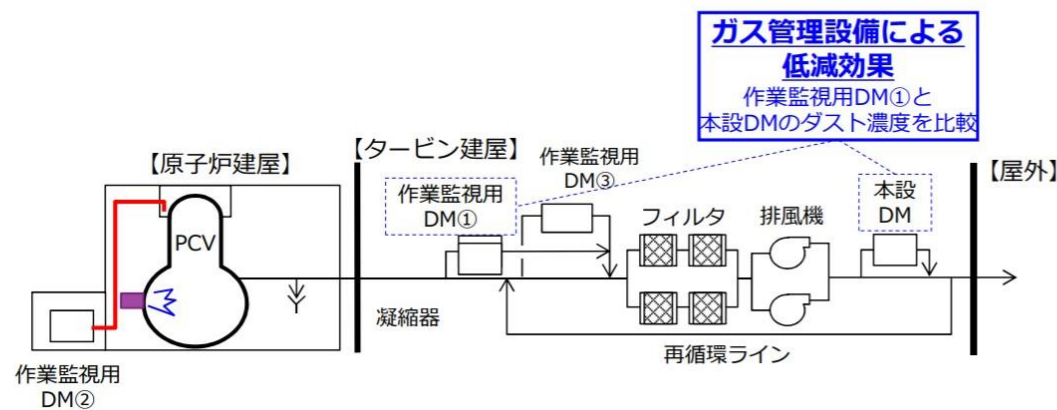 ガス管理設備による
低減効果
作業監視用DM①と
本設DMのダスト濃度を比較
【原子炉建屋】
【タービン建屋】
作業監視用
DM③
【屋外】
作業監視用
DM①
本設
DM
フィルタ
排風機
PCV
凝縮器
再循環ライン
作業監視用
DM②